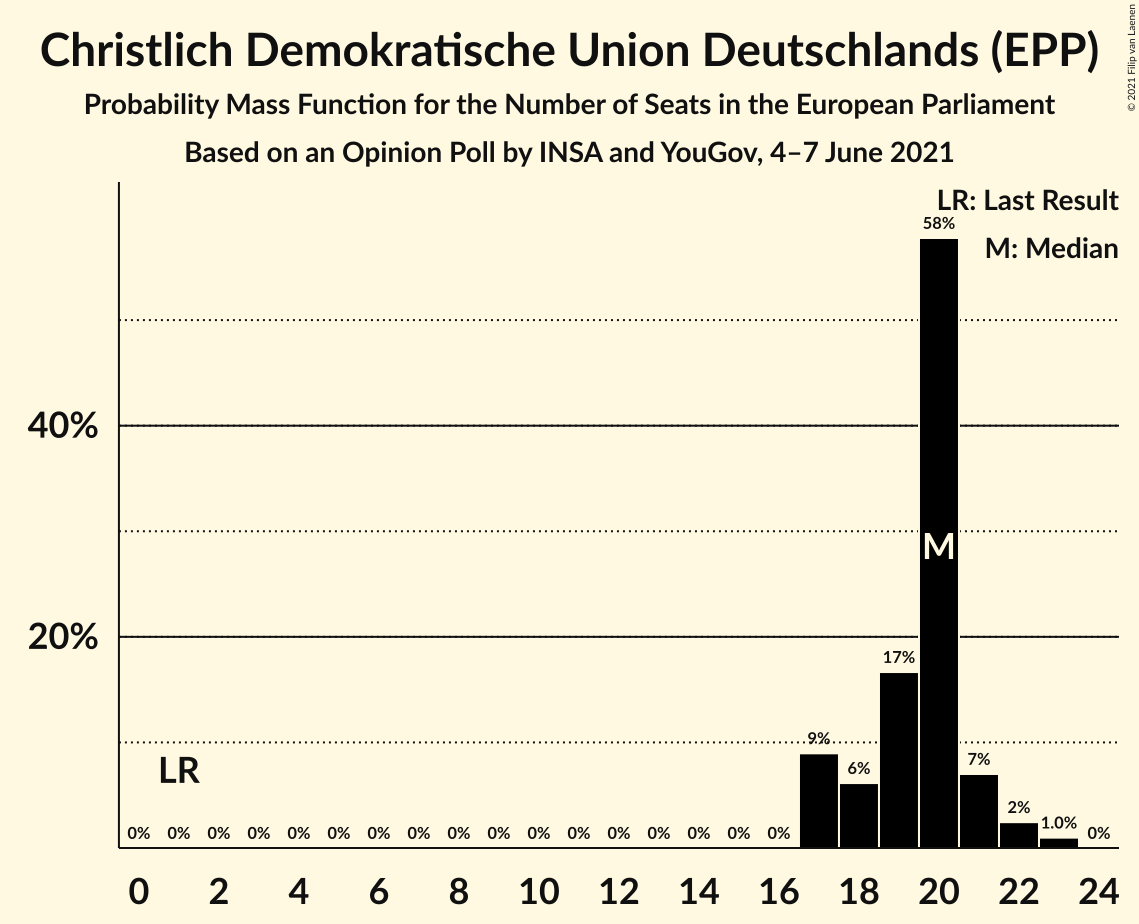 Christlich Demokratische Union Deutschlands (EPP)
Probability Mass Function for the Number of Seats in the European Parliament
Based on an Opinion Poll by INSA and YouGov, 4–7 June 2021
© 2021 Filip van Laenen
LR: Last Result
M: Median
58%
40%
M
20%
17%
9%
6%
7%
2%
1.0%
LR
0% 0% 0% 0% 0% 0% 0% 0% 0% 0% 0% 0% 0% 0% 0% 0% 0% 0%
0 2 4 6 8 10 12 14 16 18 20 22 24